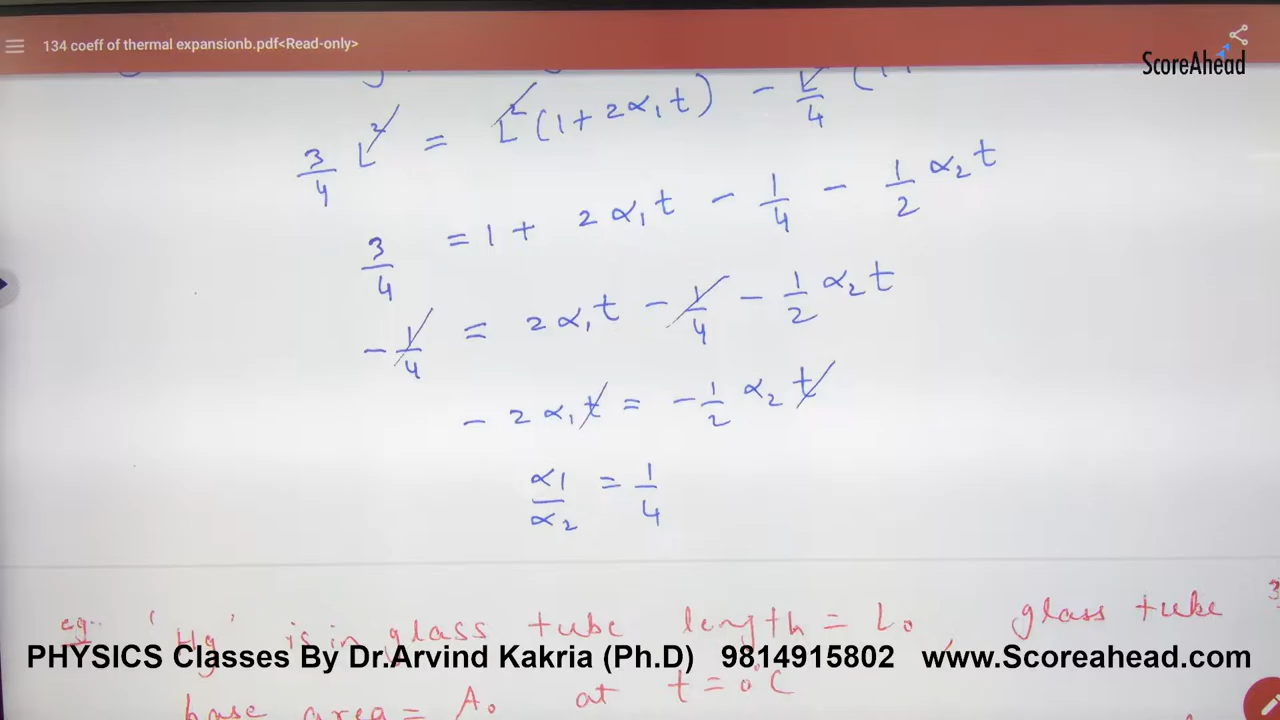 134 coeff of thermal expansionb.pdf<Read-only>
ScoreAhead
3/4 L² = L²(1 + 2α₁t) - L²/4 (1+
3/4 = 1 + 2α₁t - 1/4 - 1/2 α₂t
-1/4 = 2α₁t - 1/4 - 1/2 α₂t
- 2α₁t = -1/2 α₂t
α1/α₂ = 1/4
eg. 'Hg' is in glass tube length = L₀, glass tube
PHYSICS Classes By Dr.Arvind Kakria (Ph.D) 9814915802 www.Scoreahead.com
base area = A₀ at t = 0°C